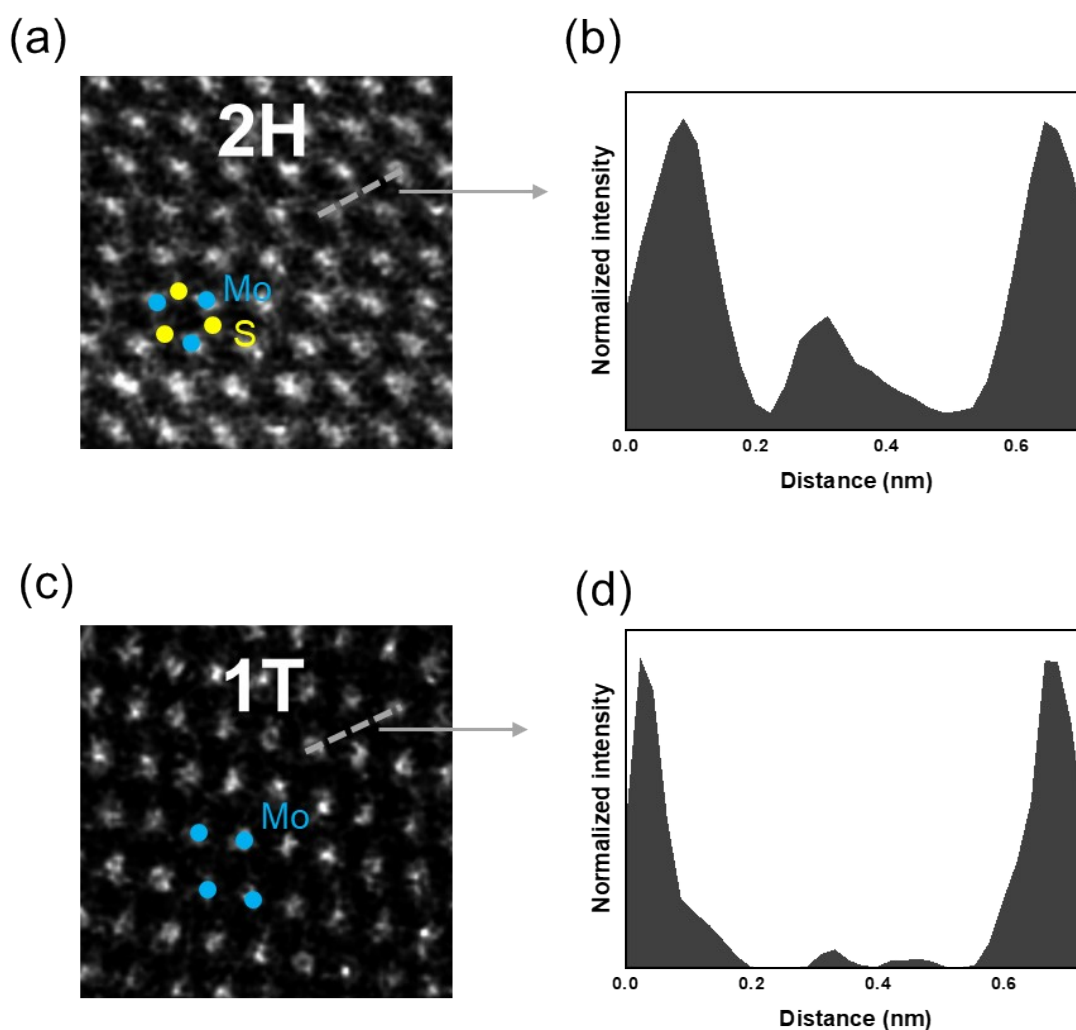 (a)
2H
Mo
S
(b)
Normalized intensity
0.0 0.2 0.4 0.6
Distance (nm)
(c)
1T
Mo
(d)
Normalized intensity
0.0 0.2 0.4 0.6
Distance (nm)